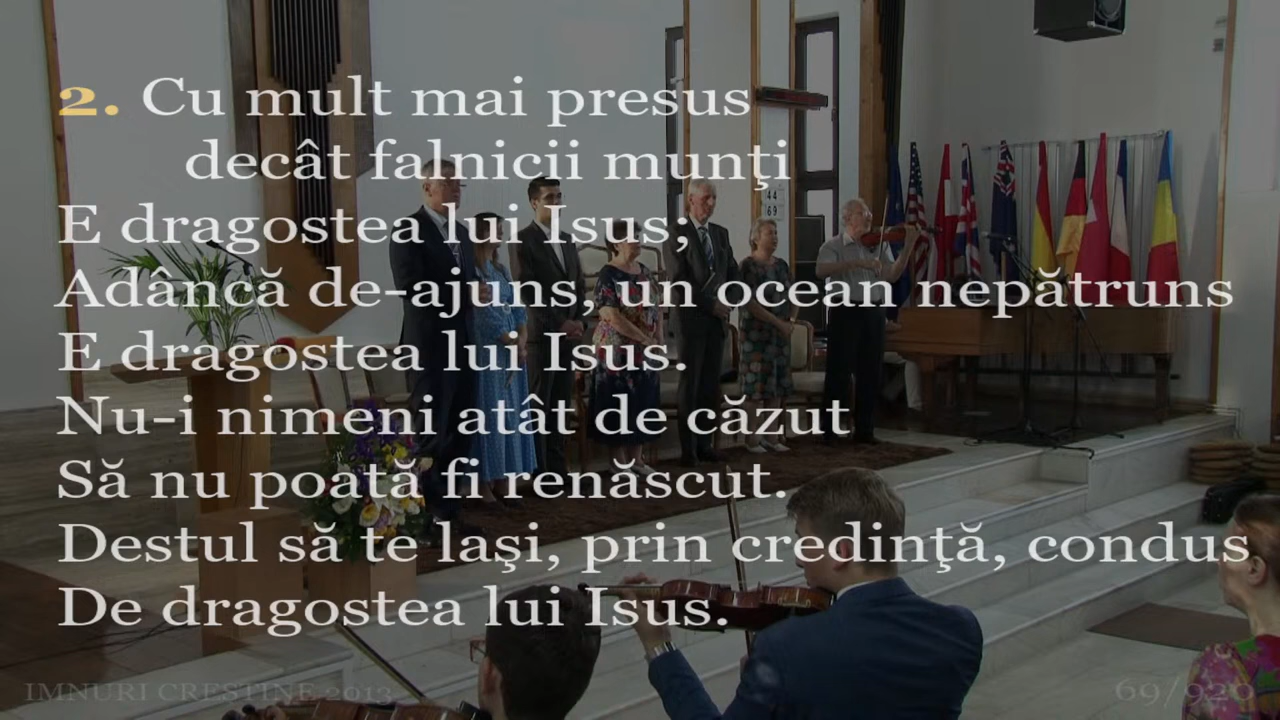 2. Cu mult mai presus
decât falnicii munţi
E dragostea lui Isus;
Adâncă de-ajuns, un ocean nepătruns
E dragostea lui Isus.
Nu-i nimeni atât de căzut
Să nu poată fi renăscut.
Destul să te laşi, prin credinţă, condus
De dragostea lui Isus.
44
69
IMNURI CRESTINE 2013
69/920